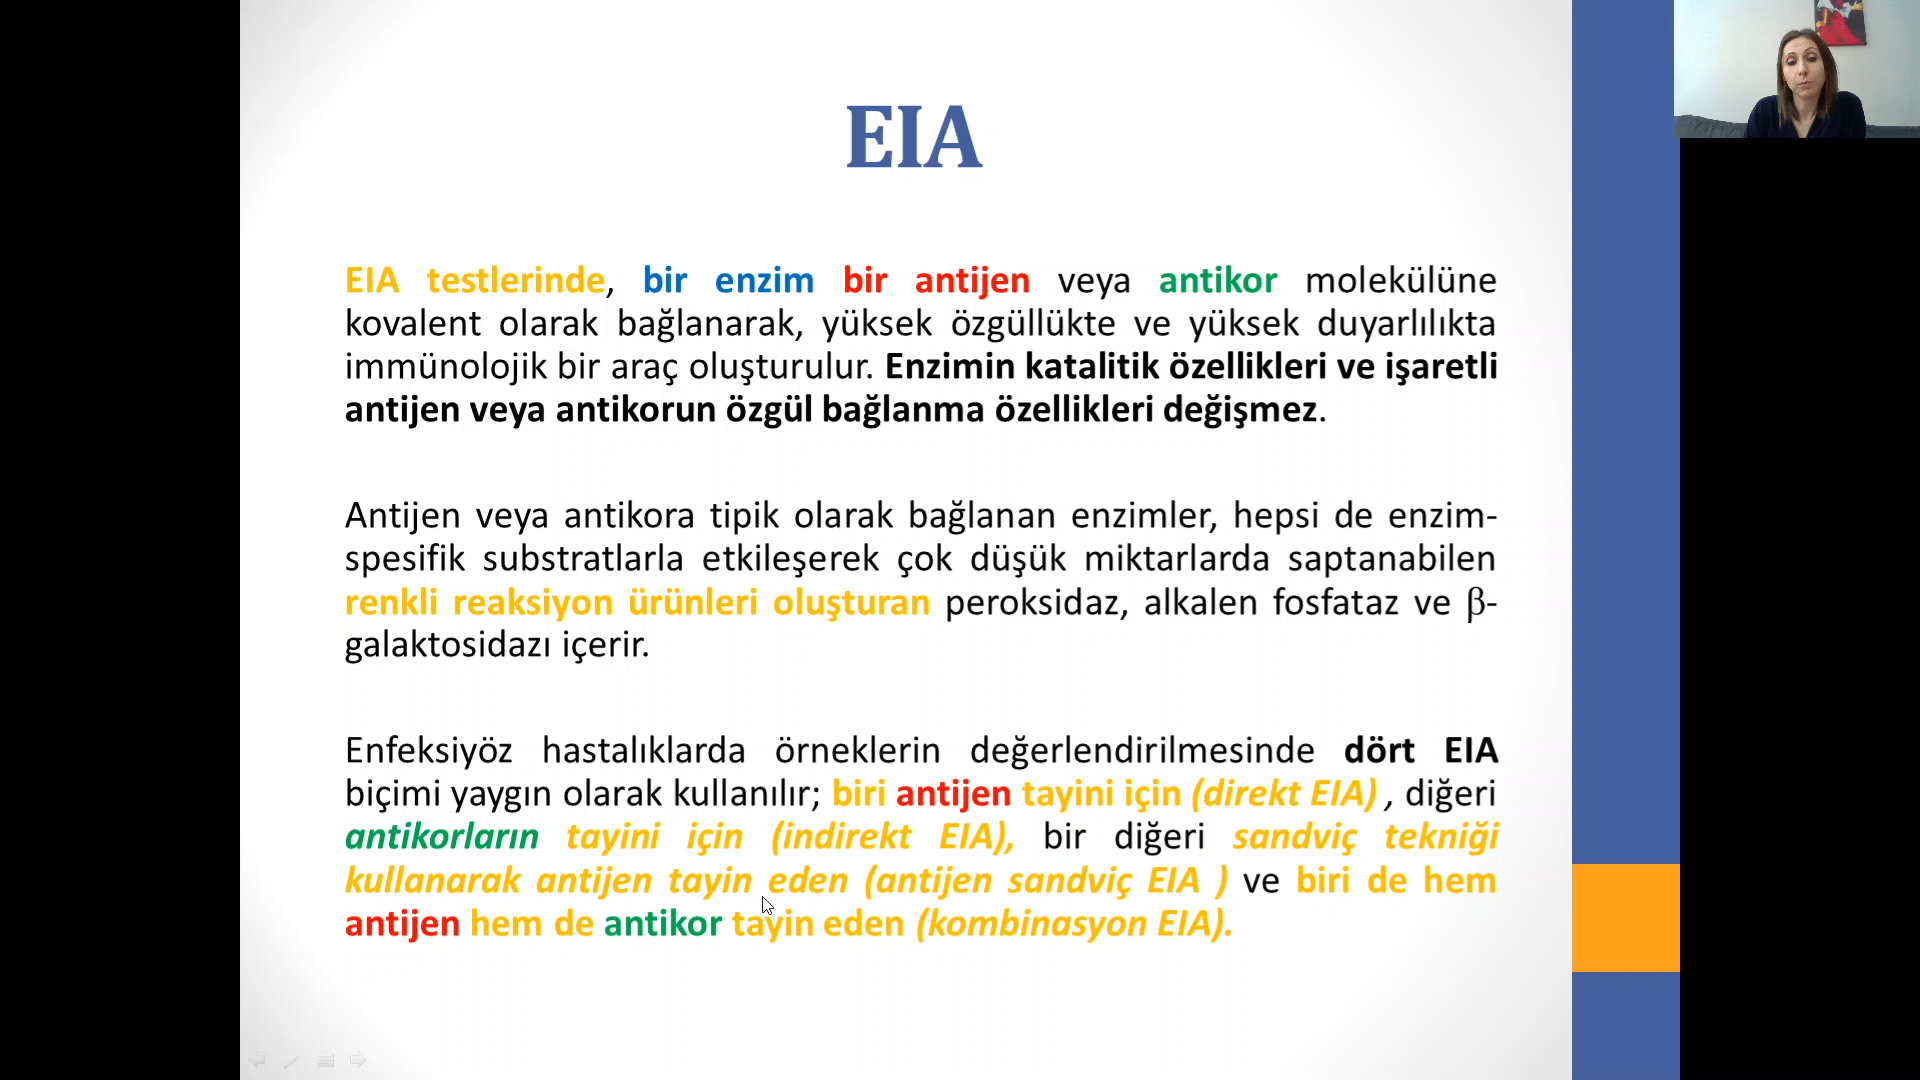 EIA
EIA testlerinde, bir enzim bir antijen veya antikor molekülüne
kovalent olarak bağlanarak, yüksek özgüllükte ve yüksek duyarlılıkta
immünolojik bir araç oluşturulur. Enzimin katalitik özellikleri ve işaretli
antijen veya antikorun özgül bağlanma özellikleri değişmez.
Antijen veya antikora tipik olarak bağlanan enzimler, hepsi de enzim-
spesifik substratlarla etkileşerek çok düşük miktarlarda saptanabilen
renkli reaksiyon ürünleri oluşturan peroksidaz, alkalen fosfataz ve β-
galaktosidazı içerir.
Enfeksiyöz hastalıklarda örneklerin değerlendirilmesinde dört EIA
biçimi yaygın olarak kullanılır; biri antijen tayini için (direkt EIA) , diğeri
antikorların tayini için (indirekt EIA), bir diğeri sandviç tekniği
kullanarak antijen tayin eden (antijen sandviç EIA ) ve biri de hem
antijen hem de antikor tayin eden (kombinasyon EIA).